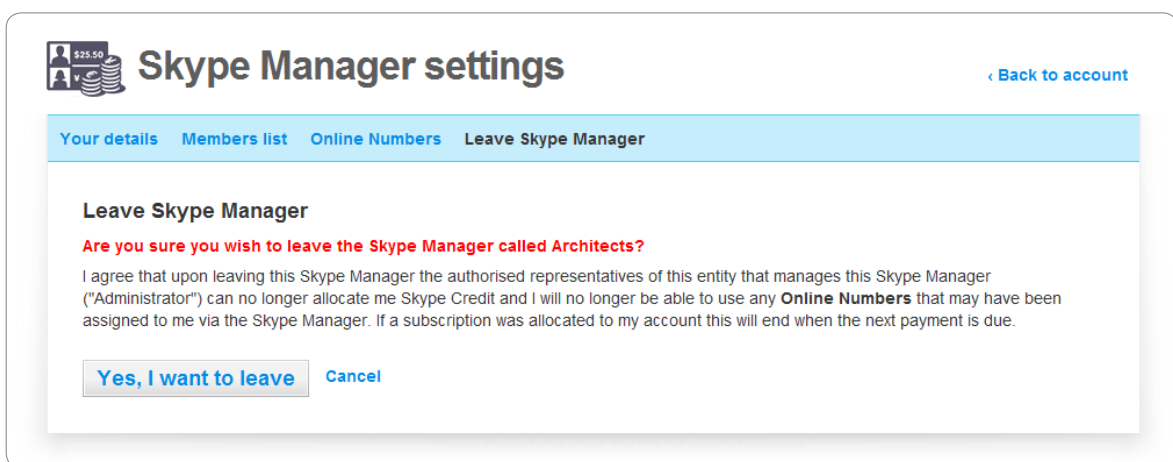 $25.50
Skype Manager settings
‹ Back to account
Your details Members list Online Numbers Leave Skype Manager
Leave Skype Manager
Are you sure you wish to leave the Skype Manager called Architects?
I agree that upon leaving this Skype Manager the authorised representatives of this entity that manages this Skype Manager
("Administrator") can no longer allocate me Skype Credit and I will no longer be able to use any Online Numbers that may have been
assigned to me via the Skype Manager. If a subscription was allocated to my account this will end when the next payment is due.
Yes, I want to leave Cancel